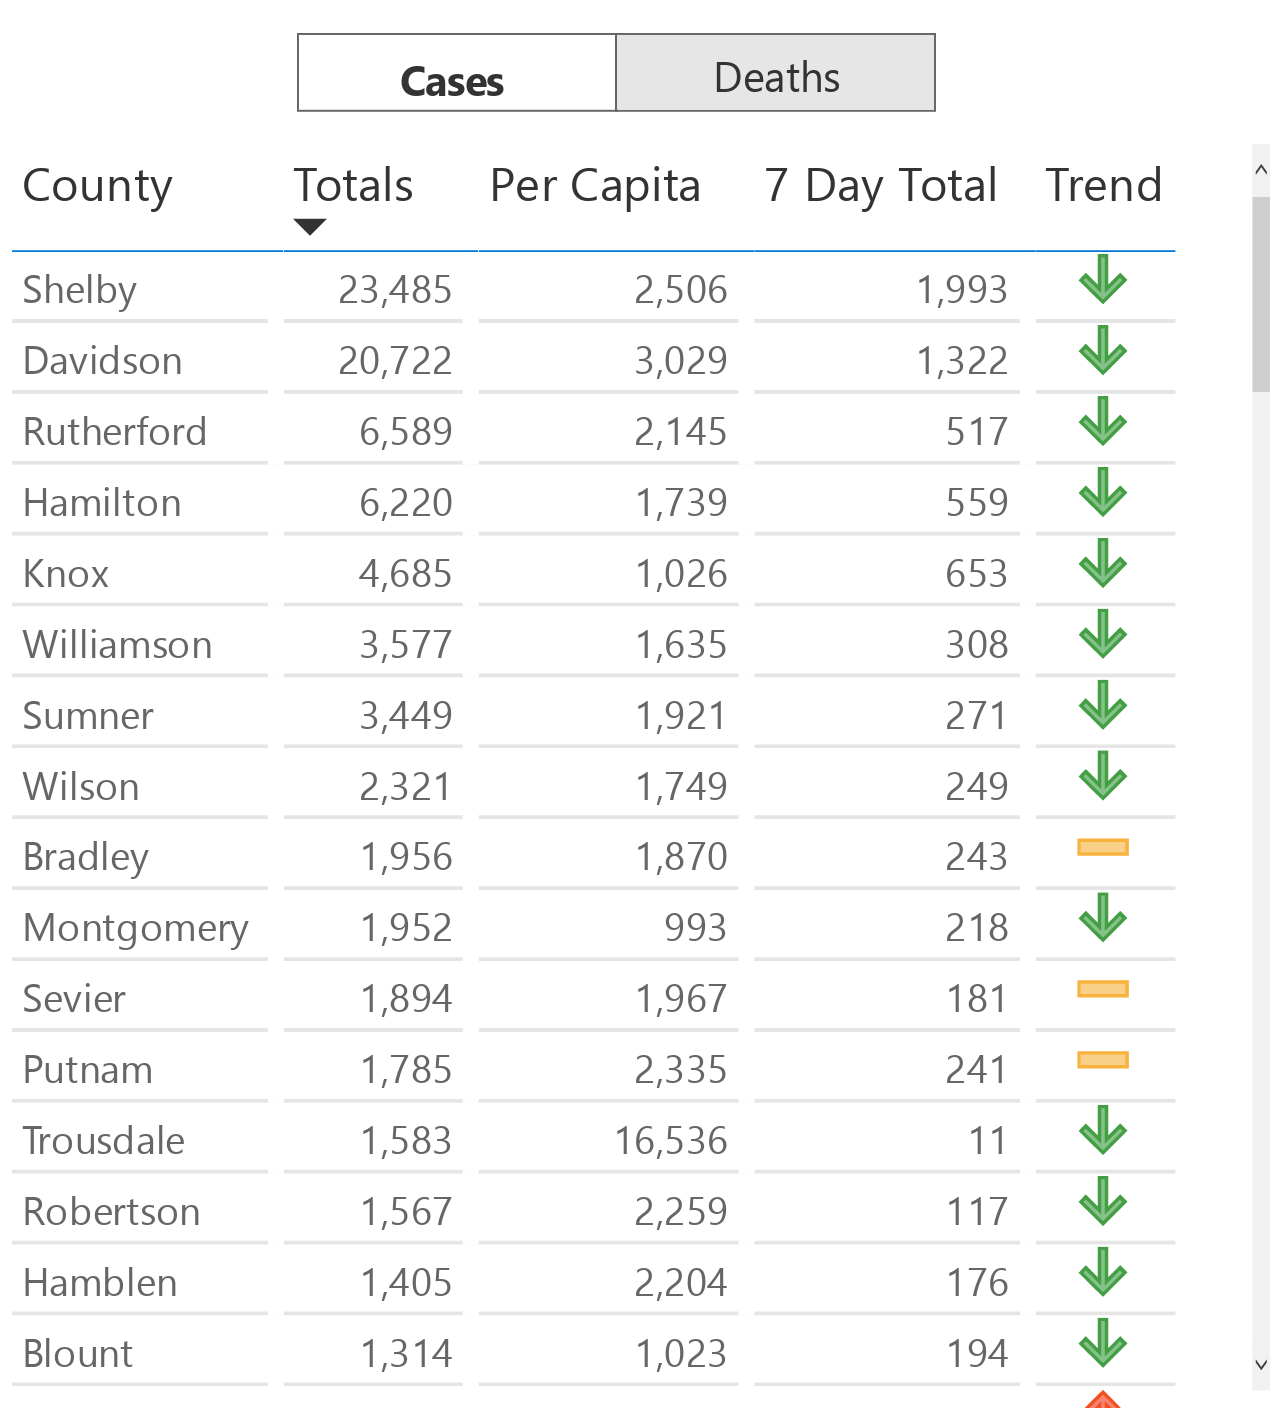 Cases Deaths
County Totals Per Capita 7 Day Total Trend
Shelby 23,485 2,506 1,993
Davidson 20,722 3,029 1,322
Rutherford 6,589 2,145 517
Hamilton 6,220 1,739 559
Knox 4,685 1,026 653
Williamson 3,577 1,635 308
Sumner 3,449 1,921 271
Wilson 2,321 1,749 249
Bradley 1,956 1,870 243
Montgomery 1,952 993 218
Sevier 1,894 1,967 181
Putnam 1,785 2,335 241
Trousdale 1,583 16,536 11
Robertson 1,567 2,259 117
Hamblen 1,405 2,204 176
Blount 1,314 1,023 194